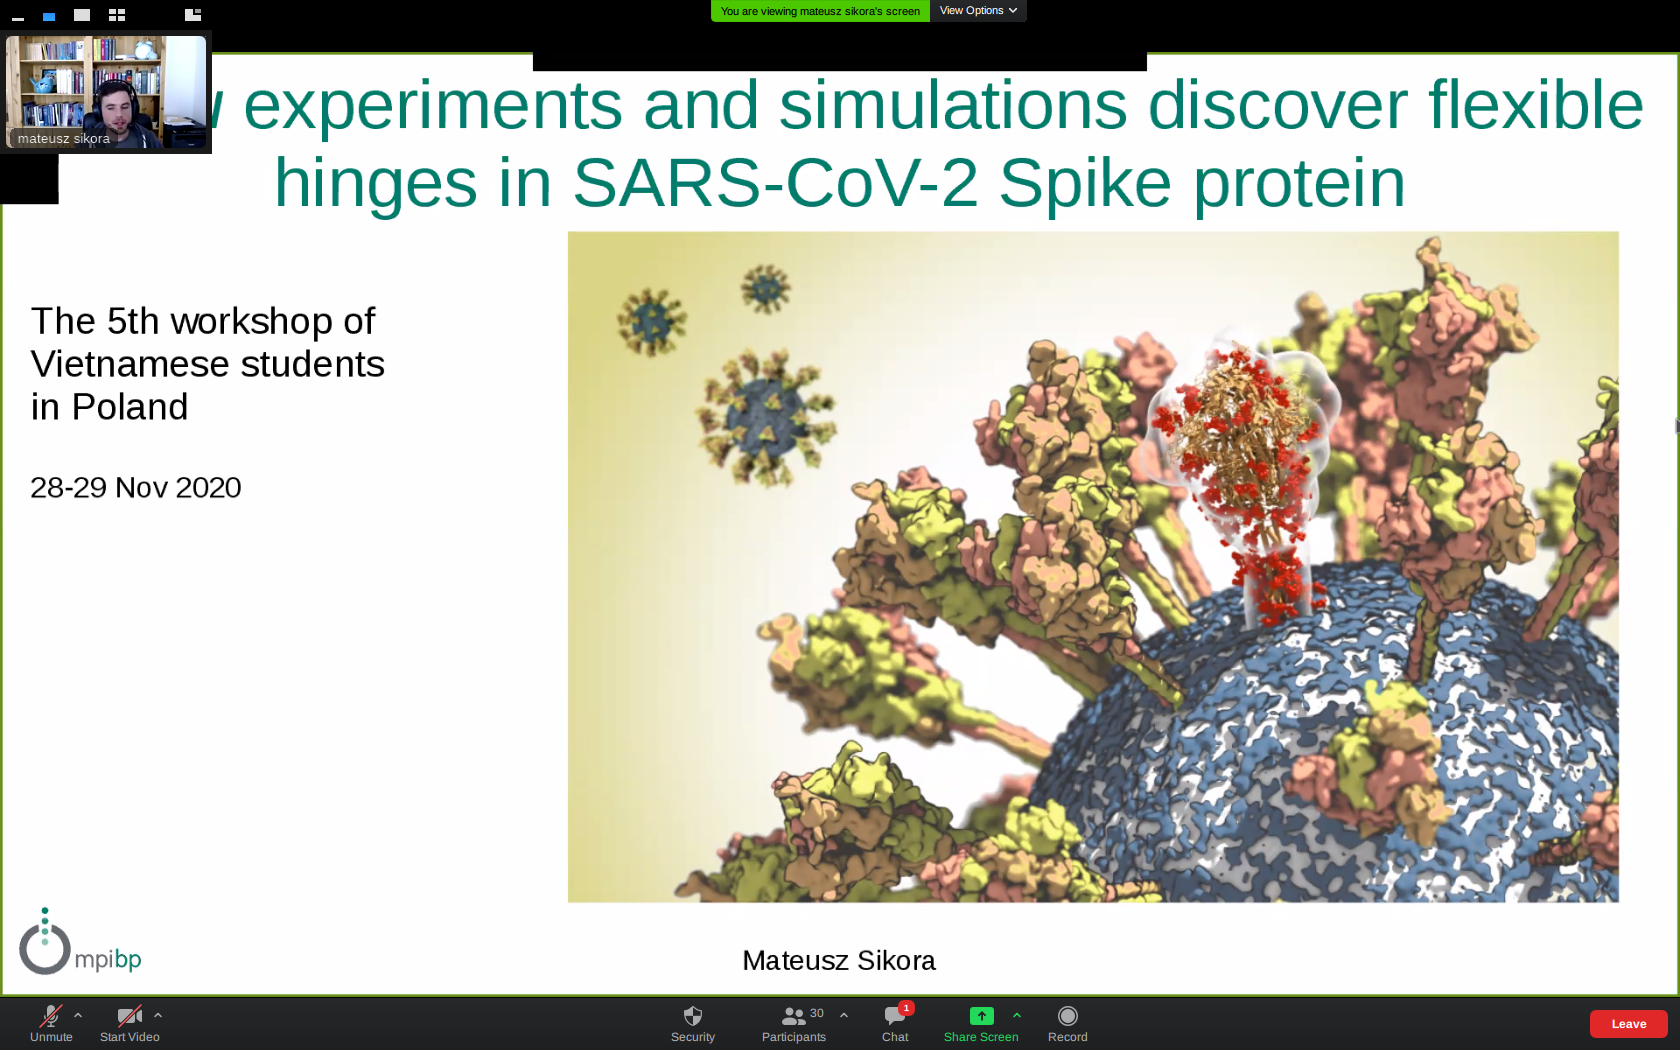 You are viewing mateusz sikora's screen
View Options
mateusz sikora
experiments and simulations discover flexible
hinges in SARS-CoV-2 Spike protein
The 5th workshop of
Vietnamese students
in Poland
28-29 Nov 2020
mpibp
Mateusz Sikora
Unmute
Start Video
Security
30
Participants
1
Chat
Share Screen
Record
Leave